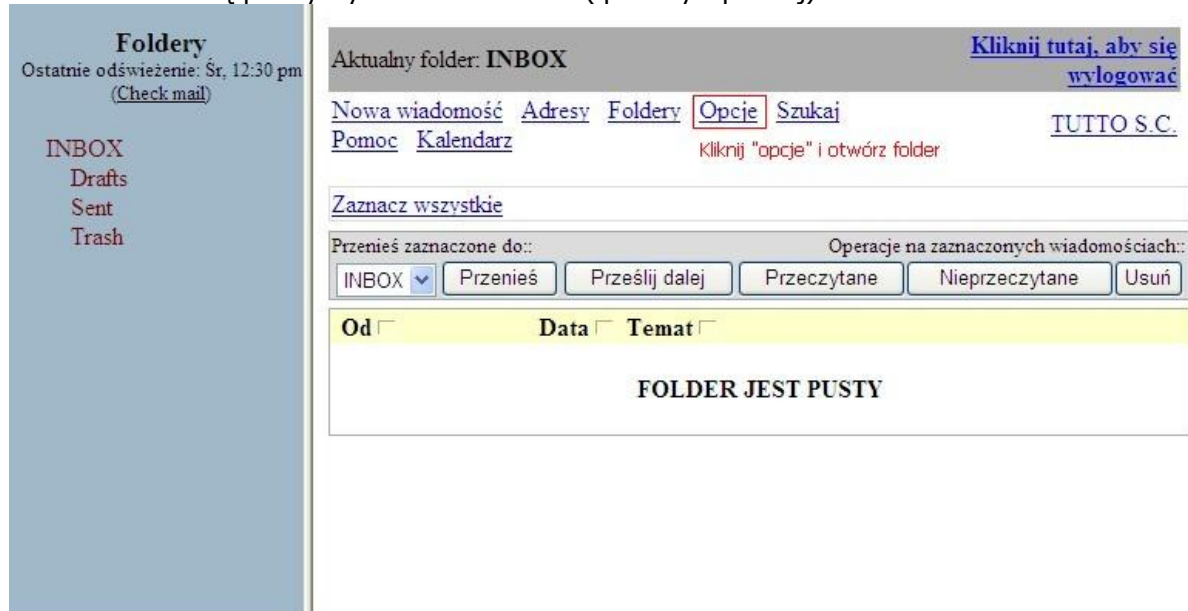 Foldery
Ostatnie odświeżenie: Śr, 12:30 pm
(Check mail)
INBOX
Drafts
Sent
Trash
Aktualny folder: INBOX
Kliknij tutaj, aby się
wylogować
Nowa wiadomość Adresy Foldery Opcje Szukaj
Pomoc Kalendarz
TUTTO S.C.
Kliknij "opcje" i otwórz folder
Zaznacz wszystkie
Przenieś zaznaczone do:: Operacje na zaznaczonych wiadomościach::
INBOX Przenieś Prześlij dalej Przeczytane Nieprzeczytane Usuń
Od Data Temat
FOLDER JEST PUSTY